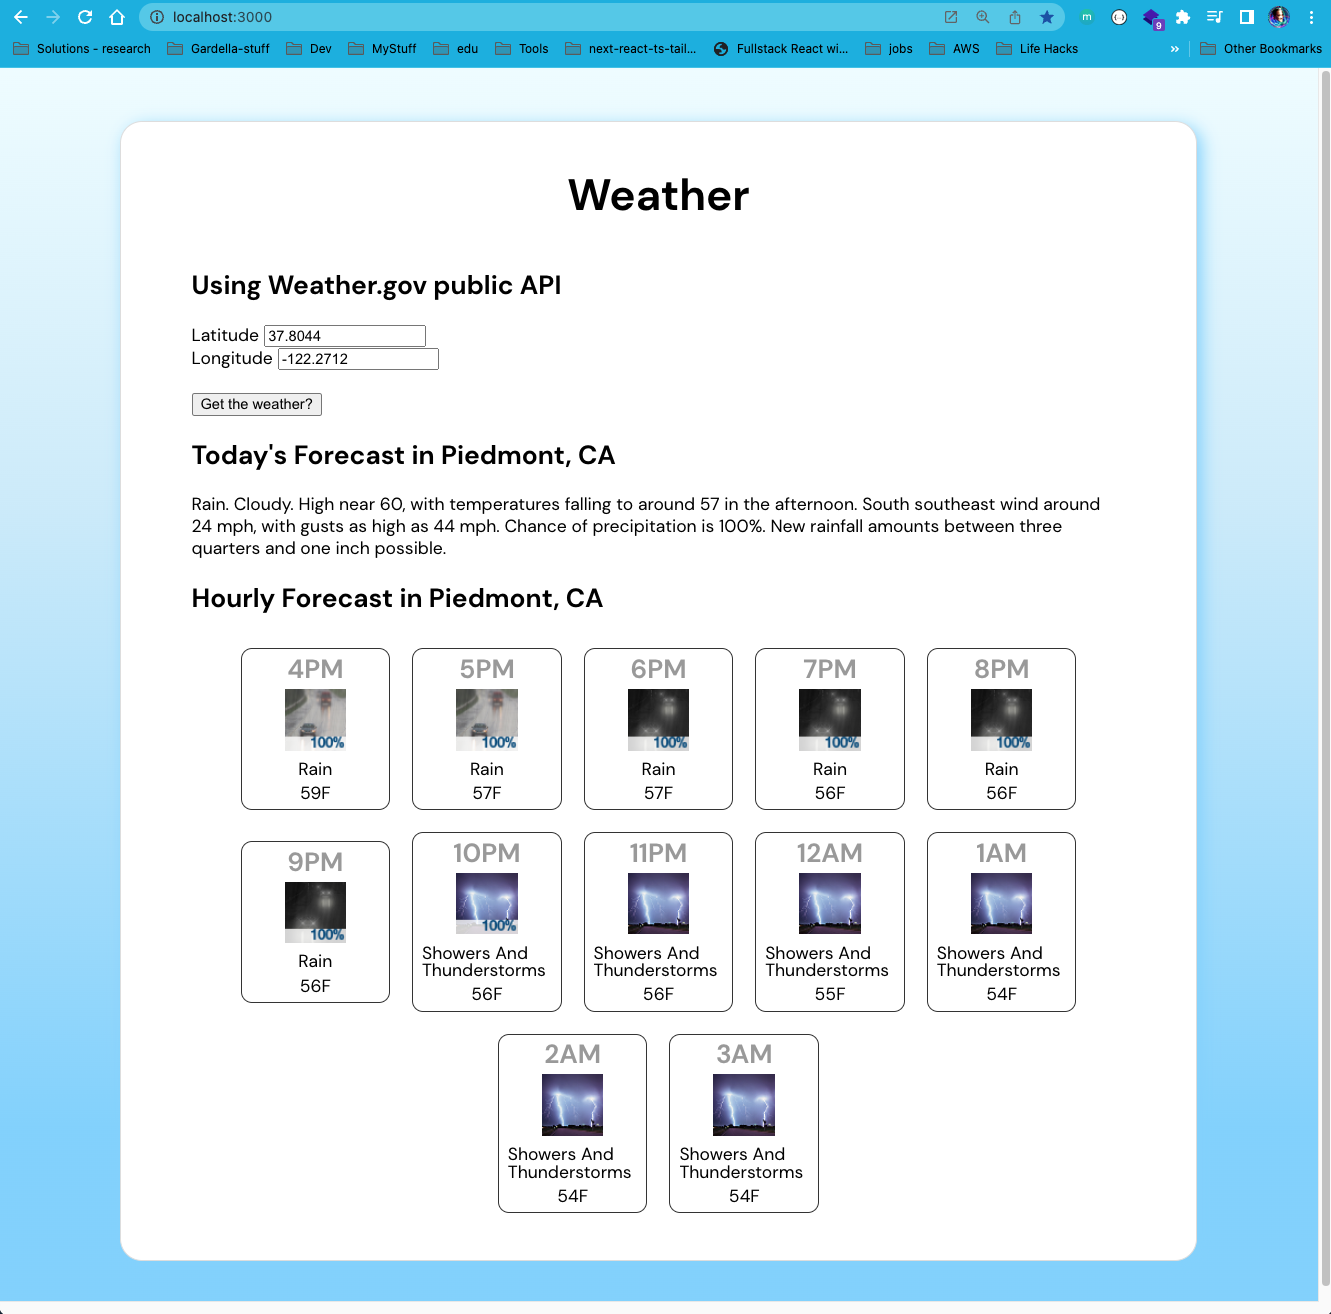 localhost:3000
9
Solutions - research Gardella-stuff Dev MyStuff edu Tools next-react-ts-tail... Fullstack React wi... jobs AWS Life Hacks » Other Bookmarks
Weather
Using Weather.gov public API
Latitude 37.8044
Longitude -122.2712
Get the weather?
Today's Forecast in Piedmont, CA
Rain. Cloudy. High near 60, with temperatures falling to around 57 in the afternoon. South southeast wind around
24 mph, with gusts as high as 44 mph. Chance of precipitation is 100%. New rainfall amounts between three
quarters and one inch possible.
Hourly Forecast in Piedmont, CA
4PM 5PM 6PM 7PM 8PM
100% 100% 100% 100% 100%
Rain Rain Rain Rain Rain
59F 57F 57F 56F 56F
9PM
100%
Rain
56F
10PM
100%
Showers And
Thunderstorms
56F
11PM
Showers And
Thunderstorms
56F
12AM
Showers And
Thunderstorms
55F
1AM
Showers And
Thunderstorms
54F
2AM
Showers And
Thunderstorms
54F
3AM
Showers And
Thunderstorms
54F